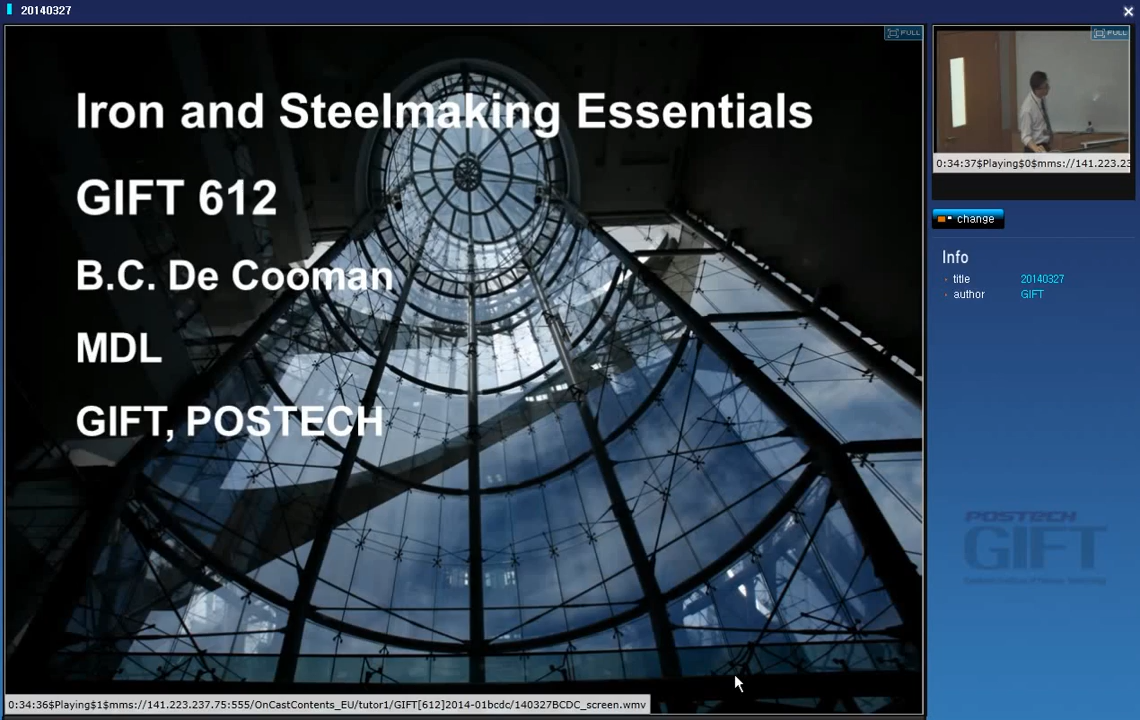 20140327
FULL
Iron and Steelmaking Essentials
GIFT 612
B.C. De Cooman
MDL
GIFT, POSTECH
0:34:36$Playing$1$mms://141.223.237.75:555/OnCastContents_EU/tutor1/GIFT[612]2014-01bcdc/140327BCDC_screen.wmv
FULL
0:34:37$Playing$0$mms://141.223.23
change
Info
title 20140327
author GIFT
POSTECH
GIFT